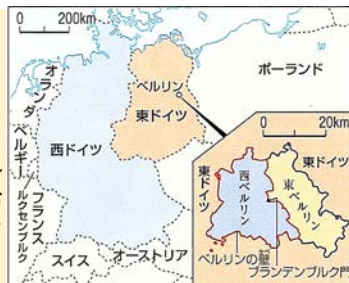 0 200km
オランダ
ベルギー
ルクセンブルク
フランス
西ドイツ
ベルリン
東ドイツ
ポーランド
スイス
オーストリア
0 20km
東ドイツ
東ドイツ
西ベルリン
東ベルリン
ベルリンの壁
ブランデンブルク門